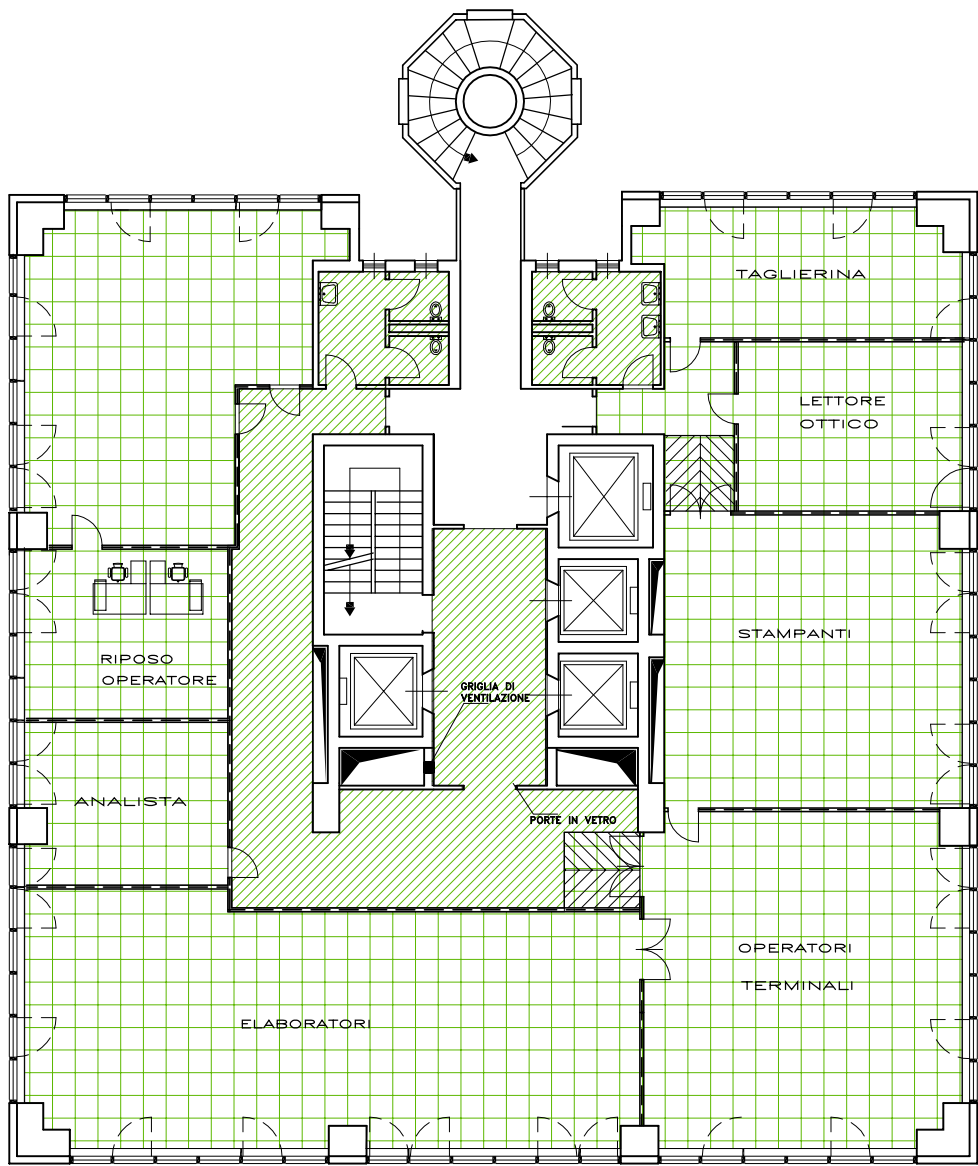 TAGLIERINA
LETTORE
OTTICO
STAMPANTI
RIPOSO
OPERATORE
GRIGLIA DI
VENTILAZIONE
ANALISTA
PORTE IN VETRO
OPERATORI
TERMINALI
ELABORATORI